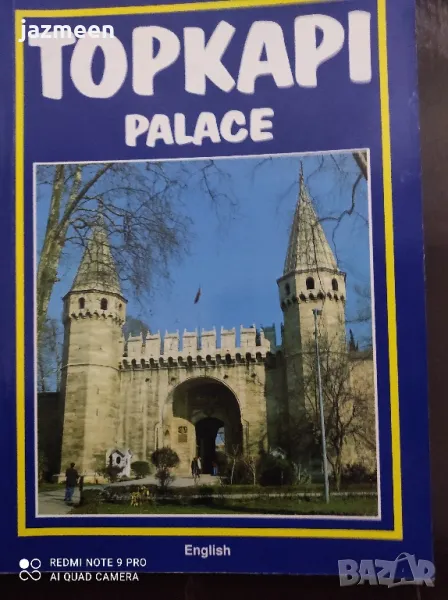 jazmeen
TOPKAPI
PALACE
English
REDMI NOTE 9 PRO
AI QUAD CAMERA
BAZAR